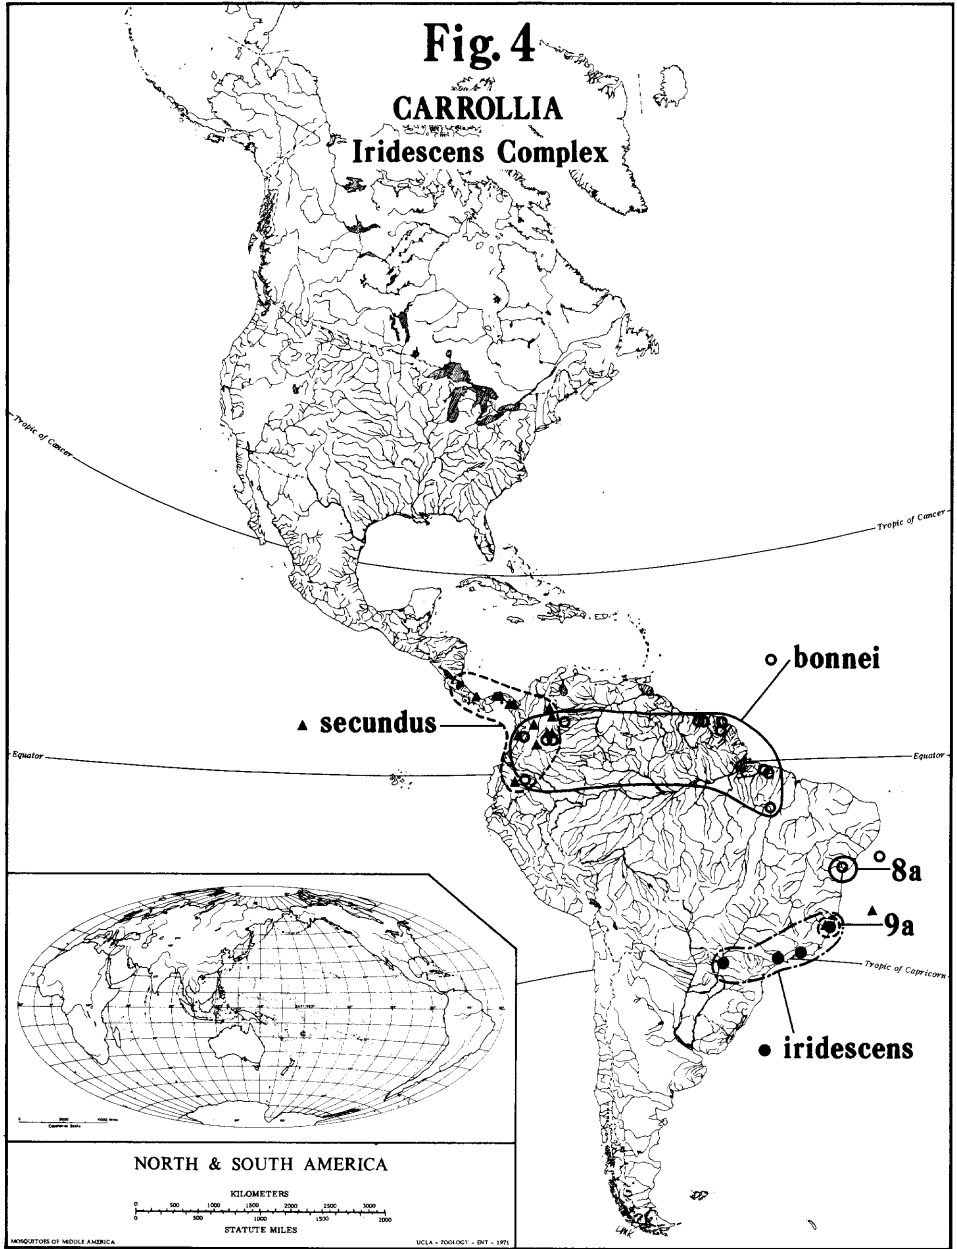 Fig. 4
CARROLLIA
Iridescens Complex
Tropic of Cancer
Tropic of Cancer
bonnei
secundus
Equator
Equator
8a
9a
Tropic of Capricorn
iridescens
NORTH & SOUTH AMERICA
KILOMETERS
0 500 1000 1500 2000 2500 3000
0 500 1000 1500 2000
STATUTE MILES
MOSQUITOES OF MIDDLE AMERICA
UCLA - ZOOLOGY - ENT - 1971